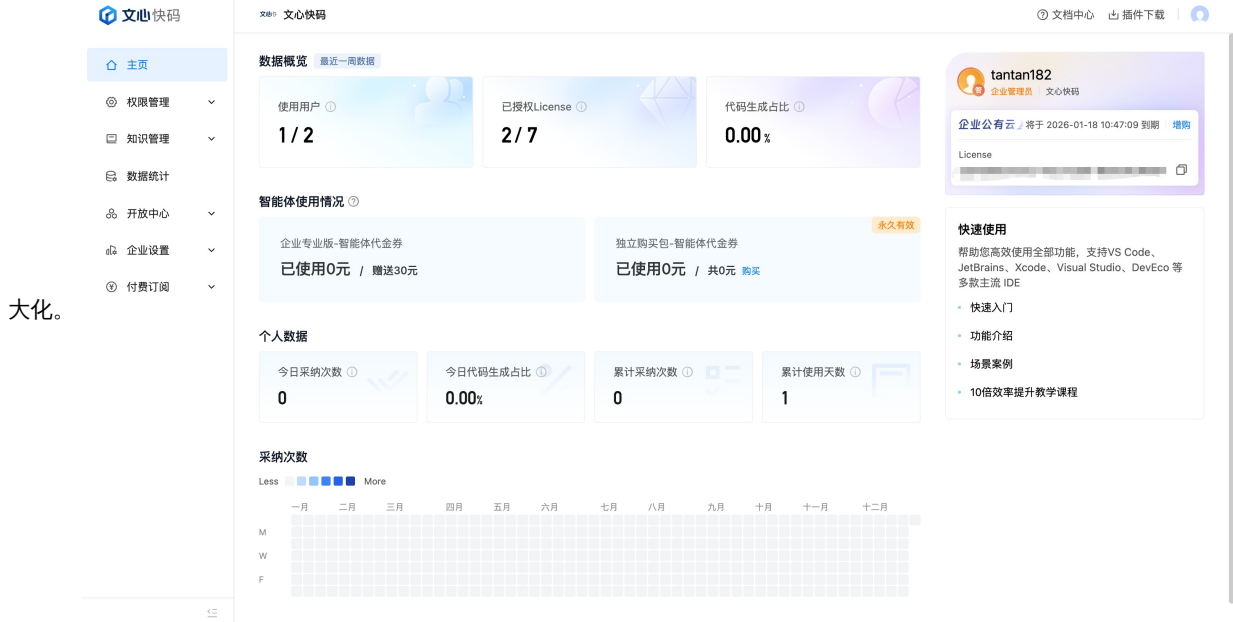 文心快码
文心快码 文心快码
文档中心 插件下载
主页
权限管理
知识管理
数据统计
开放中心
企业设置
付费订阅
大化。
数据概览 最近一周数据
使用用户
1 / 2
已授权License
2 / 7
代码生成占比
0.00%
智能体使用情况
企业专业版-智能体代金券
已使用0元 / 赠送30元
永久有效
独立购买包-智能体代金券
已使用0元 / 共0元 购买
个人数据
今日采纳次数
0
今日代码生成占比
0.00%
累计采纳次数
0
累计使用天数
1
采纳次数
Less More
一月 二月 三月 四月 五月 六月 七月 八月 九月 十月 十一月 十二月
M
W
F
tantan182
企业管理员 文心快码
企业公有云 将于 2026-01-18 10:47:09 到期 增购
License
快速使用
帮助您高效使用全部功能，支持VS Code、
JetBrains、Xcode、Visual Studio、DevEco 等
多款主流 IDE
快速入门
功能介绍
场景案例
10倍效率提升教学课程